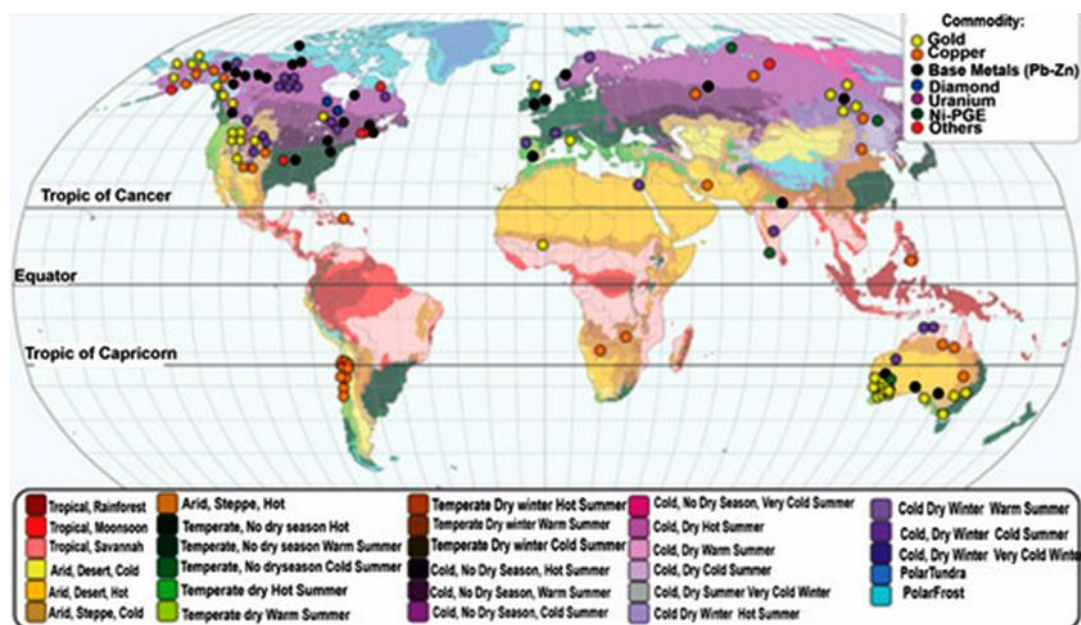 Commodity:
Gold
Copper
Base Metals (Pb-Zn)
Diamond
Uranium
Ni-PGE
Others
Tropic of Cancer
Equator
Tropic of Capricorn
Tropical, Rainforest
Tropical, Moonsoon
Tropical, Savannah
Arid, Desert, Cold
Arid, Desert, Hot
Arid, Steppe, Cold
Arid, Steppe, Hot
Temperate, No dry season Hot
Temperate, No dry season Warm Summer
Temperate, No dryseason Cold Summer
Temperate dry Hot Summer
Temperate dry Warm Summer
Temperate Dry winter Hot Summer
Temperate Dry winter Warm Summer
Temperate Dry winter Cold Summer
Cold, No Dry Season, Hot Summer
Cold, No Dry Season, Warm Summer
Cold, No Dry Season, Cold Summer
Cold, No Dry Season, Very Cold Summer
Cold, Dry Hot Summer
Cold, Dry Warm Summer
Cold, Dry Cold Summer
Cold, Dry Summer Very Cold Winter
Cold Dry Winter Hot Summer
Cold Dry Winter Warm Summer
Cold, Dry Winter Cold Summer
Cold, Dry Winter Very Cold Winte
PolarTundra
PolarFrost